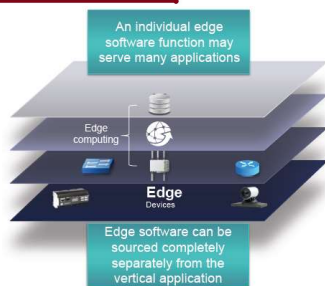 An individual edge
software function may
serve many applications
Edge
computing
Edge
Devices
Edge software can be
sourced completely
separately from the
vertical application